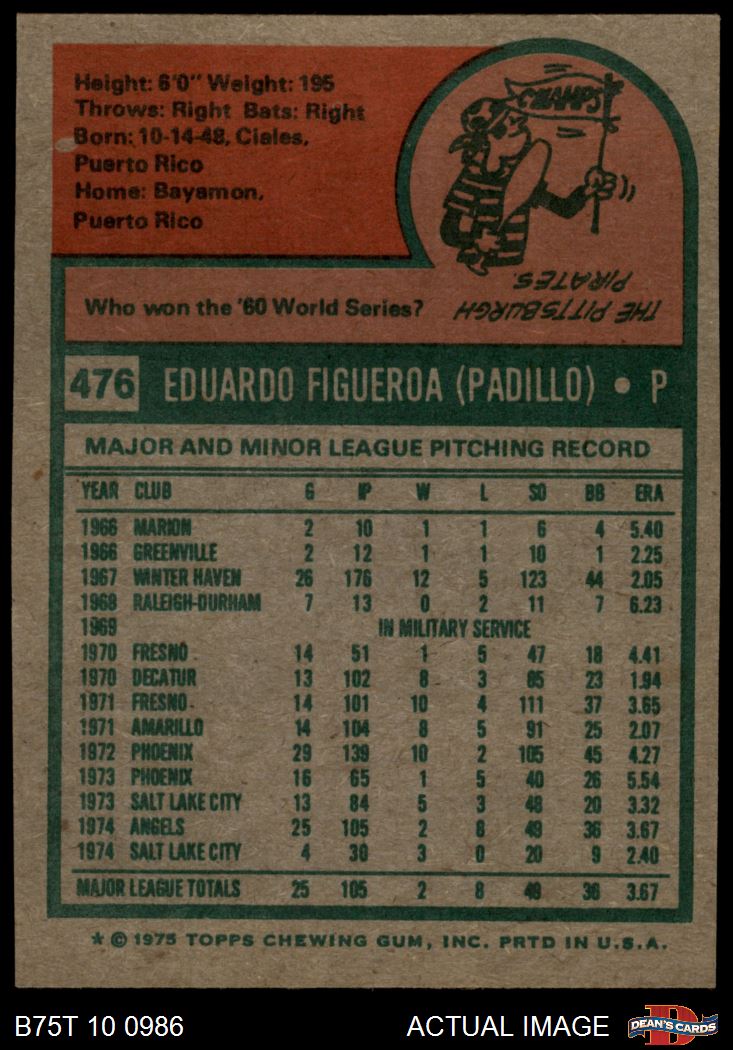 Height: 6'0" Weight: 195
Throws: Right Bats: Right
Born: 10-14-48, Ciales,
Puerto Rico
Home: Bayamon,
Puerto Rico
CHAMPS
Who won the '60 World Series?
THE PITTSBURGH
PIRATES.
476 EDUARDO FIGUEROA (PADILLO) • P
MAJOR AND MINOR LEAGUE PITCHING RECORD
YEAR CLUB G IP W L SO BB ERA
1966 MARION 2 10 1 1 6 4 5.40
1966 GREENVILLE 2 12 1 1 10 1 2.25
1967 WINTER HAVEN 26 176 12 5 123 44 2.05
1968 RALEIGH-DURHAM 7 13 0 2 11 7 6.23
1969 IN MILITARY SERVICE
1970 FRESNO 14 51 1 5 47 18 4.41
1970 DECATUR 13 102 8 3 85 23 1.94
1971 FRESNO 14 101 10 4 111 37 3.65
1971 AMARILLO 14 104 8 5 91 25 2.07
1972 PHOENIX 29 139 10 2 105 45 4.27
1973 PHOENIX 16 65 1 5 40 26 5.54
1973 SALT LAKE CITY 13 84 5 3 48 20 3.32
1974 ANGELS 25 105 2 8 49 36 3.67
1974 SALT LAKE CITY 4 30 3 0 20 9 2.40
MAJOR LEAGUE TOTALS 25 105 2 8 49 36 3.67
★ © 1975 TOPPS CHEWING GUM, INC. PRTD IN U.S.A.
B75T 10 0986 ACTUAL IMAGE DEAN'S CARDS